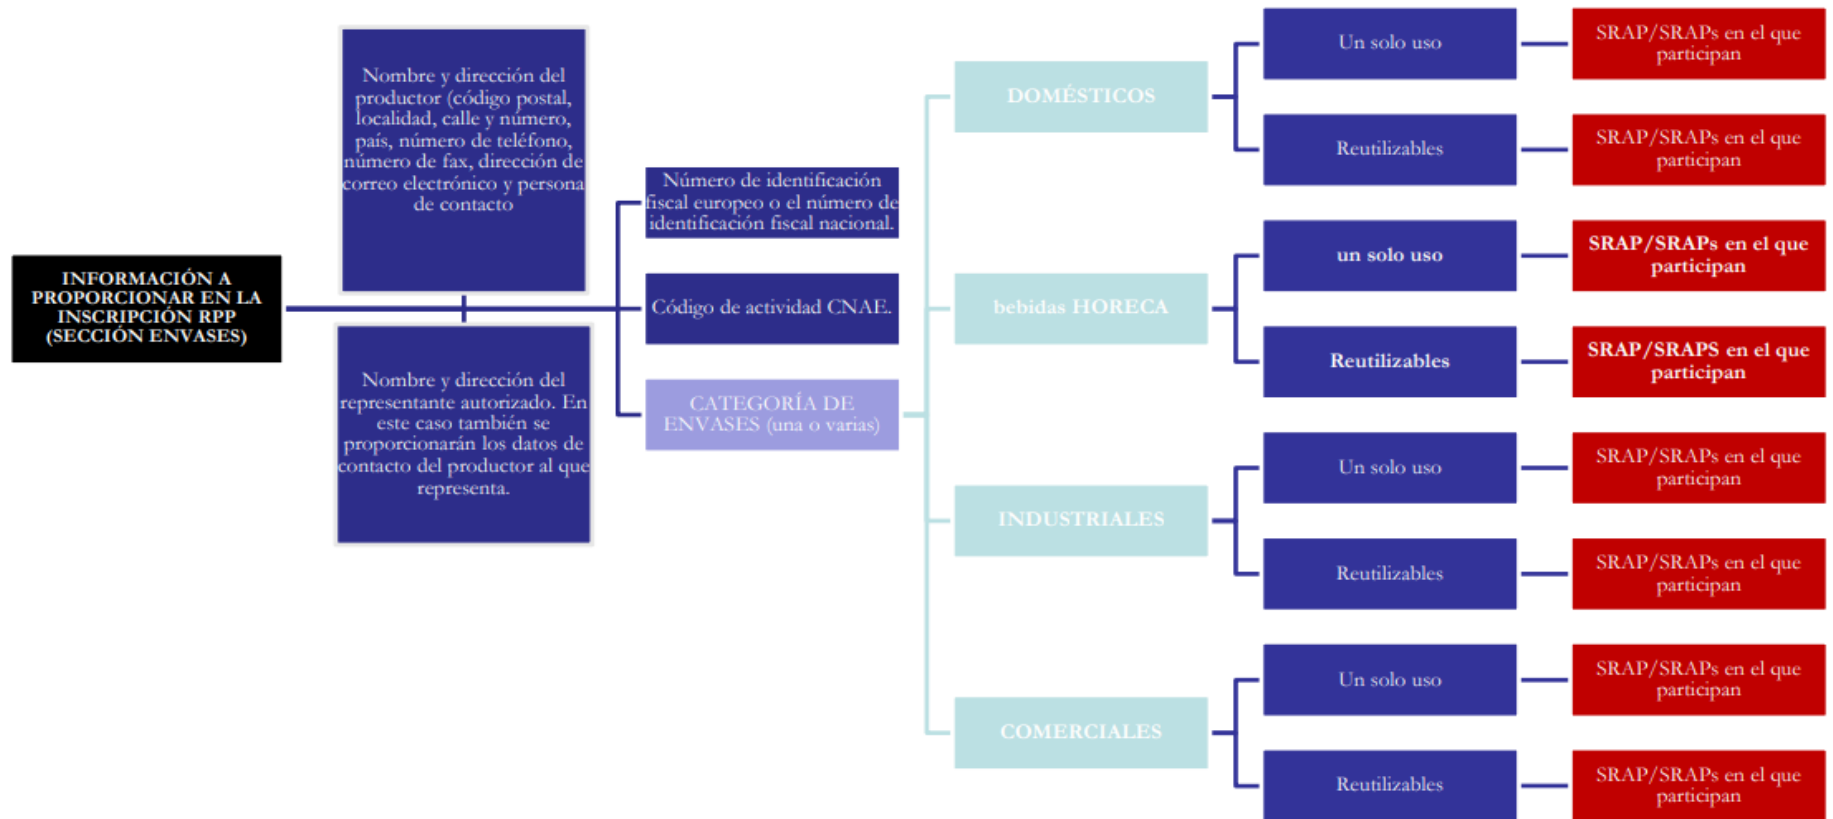 INFORMACIÓN A
PROPORCIONAR EN LA
INSCRIPCIÓN RPP
(SECCIÓN ENVASES)
Nombre y dirección del
productor (código postal,
localidad, calle y número,
país, número de teléfono,
número de fax, dirección de
correo electrónico y persona
de contacto
Nombre y dirección del
representante autorizado. En
este caso también se
proporcionarán los datos de
contacto del productor al que
representa.
Número de identificación
fiscal europeo o el número de
identificación fiscal nacional.
Código de actividad CNAE.
CATEGORÍA DE
ENVASES (una o varias)
DOMÉSTICOS
Un solo uso
SRAP/SRAPs en el que
participan
Reutilizables
SRAP/SRAPs en el que
participan
bebidas HORECA
un solo uso
SRAP/SRAPs en el que
participan
Reutilizables
SRAP/SRAPS en el que
participan
INDUSTRIALES
Un solo uso
SRAP/SRAPs en el que
participan
Reutilizables
SRAP/SRAPs en el que
participan
COMERCIALES
Un solo uso
SRAP/SRAPs en el que
participan
Reutilizables
SRAP/SRAPs en el que
participan